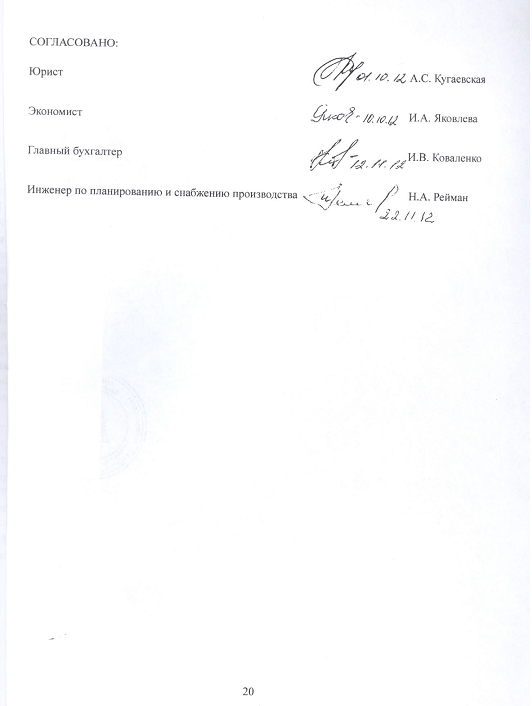 СОГЛАСОВАНО:
Юрист 01.10.12 А.С. Кугаевская
Экономист 10.10.12 И.А. Яковлева
Главный бухгалтер 12.11.12 И.В. Коваленко
Инженер по планированию и снабжению производства Н.А. Рейман
22.11.12
20